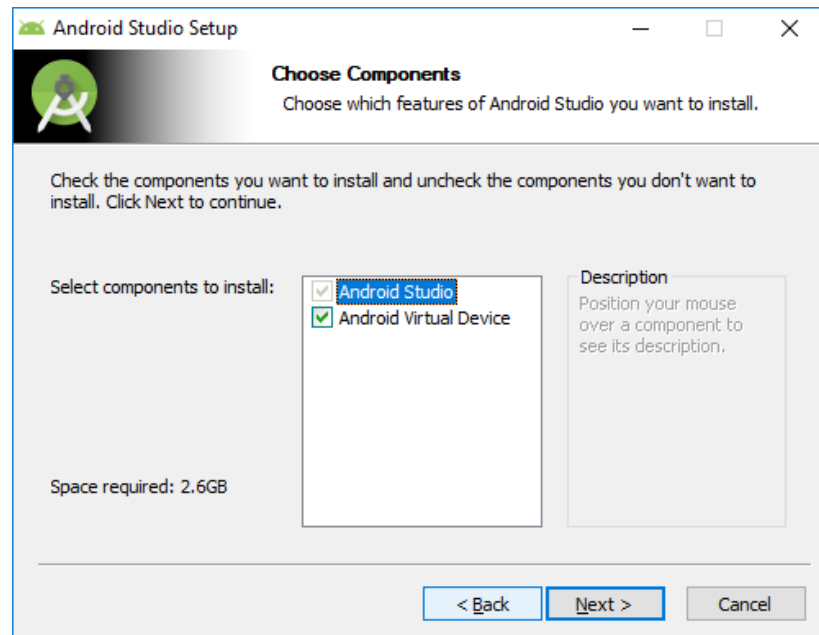 Android Studio Setup
Choose Components
Choose which features of Android Studio you want to install.
Check the components you want to install and uncheck the components you don't want to
install. Click Next to continue.
Select components to install:
Android Studio
Android Virtual Device
Description
Position your mouse
over a component to
see its description.
Space required: 2.6GB
< Back
Next >
Cancel